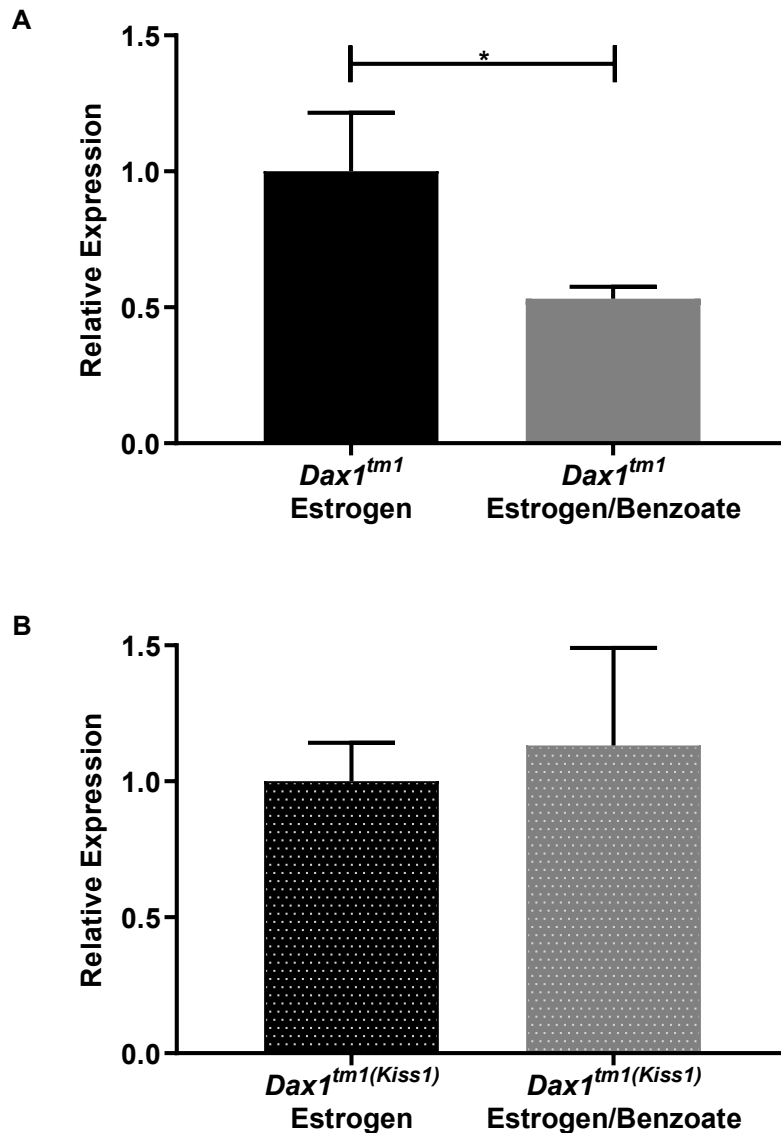 A
Relative Expression
1.5
1.0
0.5
0.0
*
Dax1tm1
Estrogen
Dax1tm1
Estrogen/Benzoate
B
Relative Expression
1.5
1.0
0.5
0.0
Dax1tm1(Kiss1)
Estrogen
Dax1tm1(Kiss1)
Estrogen/Benzoate